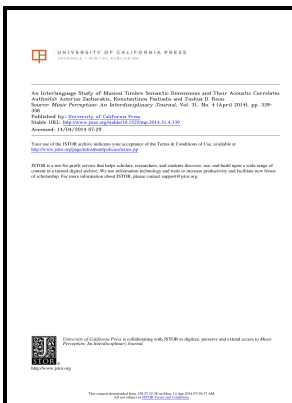 UNIVERSITY OF CALIFORNIA PRESS
JOURNALS + DIGITAL PUBLISHING
An Interlanguage Study of Musical Timbre Semantic Dimensions and Their Acoustic Correlates
Author(s): Asterios Zacharakis, Konstantinos Pastiadis and Joshua D. Reiss
Source: Music Perception: An Interdisciplinary Journal, Vol. 31, No. 4 (April 2014), pp. 339-
358
Published by: University of California Press
Stable URL: http://www.jstor.org/stable/10.1525/mp.2014.31.4.339
Accessed: 14/04/2014 07:29
Your use of the JSTOR archive indicates your acceptance of the Terms & Conditions of Use, available at
http://www.jstor.org/page/info/about/policies/terms.jsp
JSTOR is a not-for-profit service that helps scholars, researchers, and students discover, use, and build upon a wide range of
content in a trusted digital archive. We use information technology and tools to increase productivity and facilitate new forms
of scholarship. For more information about JSTOR, please contact support@jstor.org.
University of California Press is collaborating with JSTOR to digitize, preserve and extend access to Music
Perception: An Interdisciplinary Journal.
JSTOR
http://www.jstor.org
This content downloaded from
on Mon, 14 Apr 2014 07:29:37 AM
All use subject to JSTOR Terms and Conditions